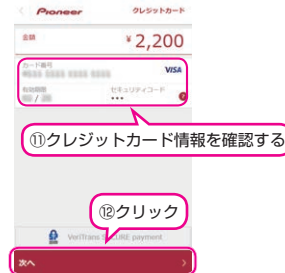 Pioneer クレジットカード
金額
¥ 2,200
カード番号
VISA
有効期限 セキュリティコード
/ •••
?
⑪クレジットカード情報を確認する
⑫クリック
VeriTrans SECURE payment
次へ